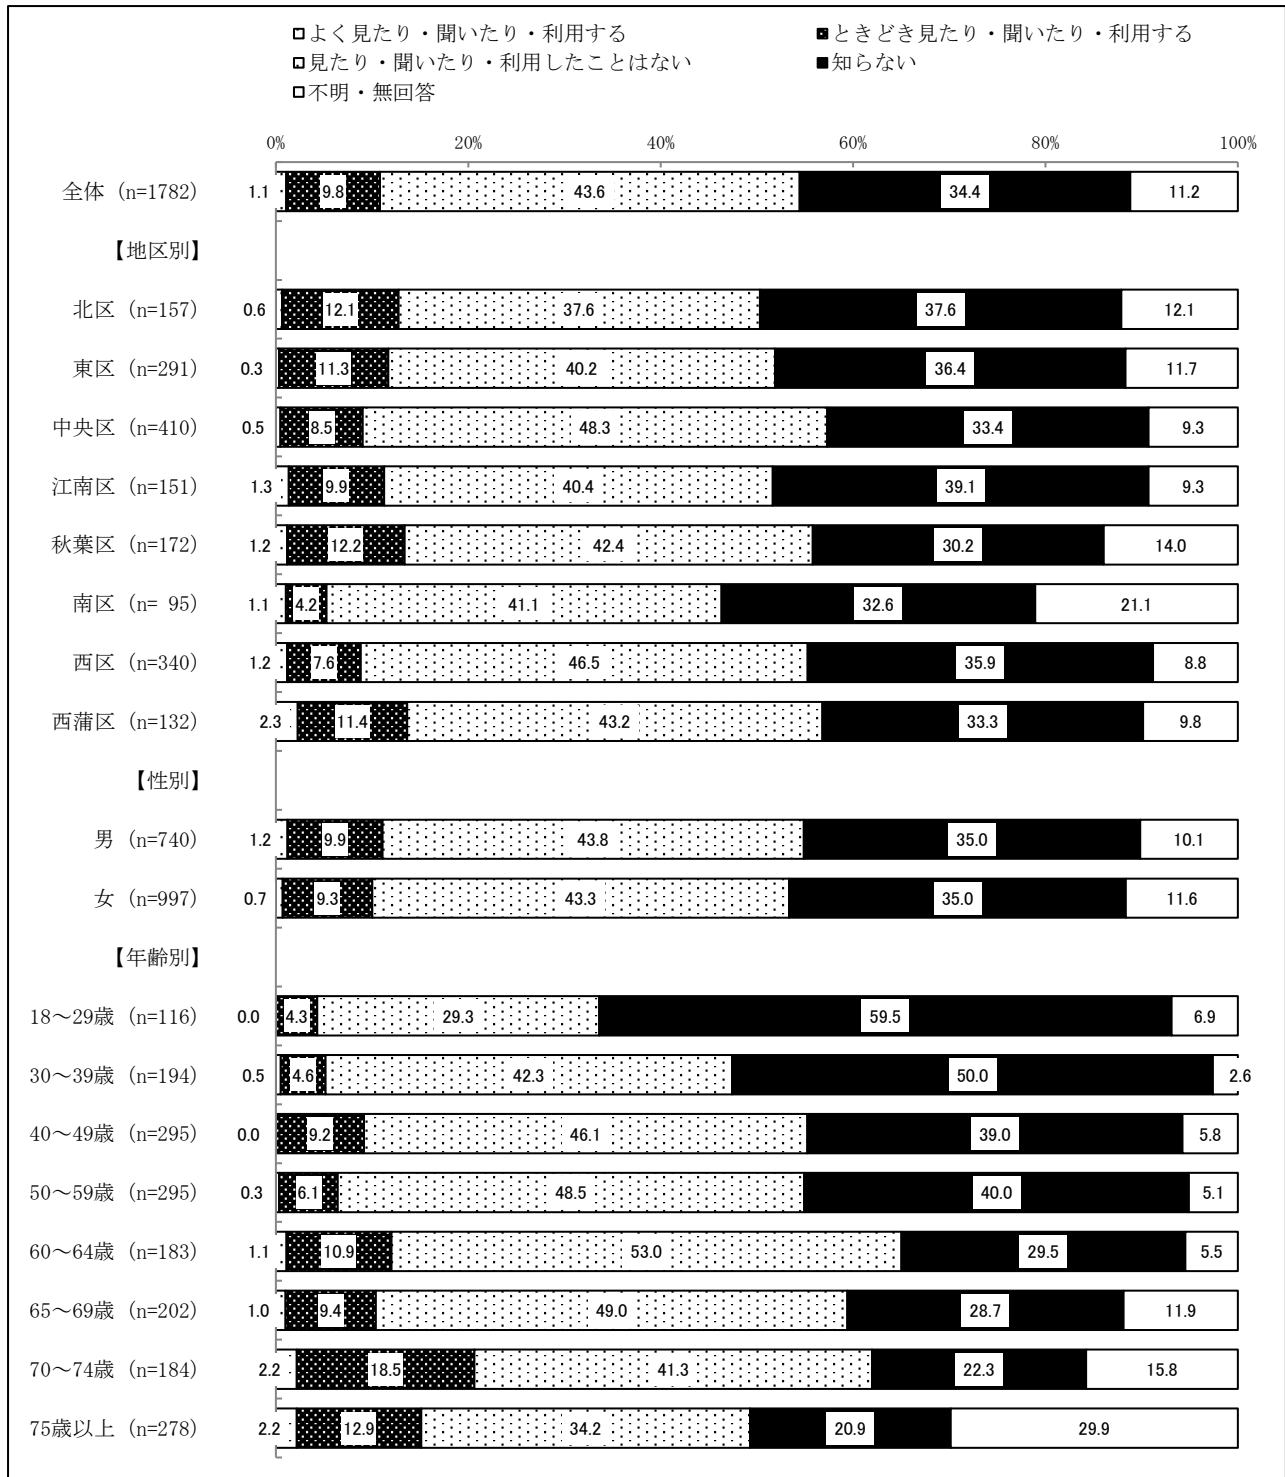 □よく見たり・聞いたり・利用する ■ときどき見たり・聞いたり・利用する
□見たり・聞いたり・利用したことはない ■知らない
□不明・無回答
0% 20% 40% 60% 80% 100%
全体 (n=1782) 1.1 9.8 43.6 34.4 11.2
【地区別】
北区 (n=157) 0.6 12.1 37.6 37.6 12.1
東区 (n=291) 0.3 11.3 40.2 36.4 11.7
中央区 (n=410) 0.5 8.5 48.3 33.4 9.3
江南区 (n=151) 1.3 9.9 40.4 39.1 9.3
秋葉区 (n=172) 1.2 12.2 42.4 30.2 14.0
南区 (n= 95) 1.1 4.2 41.1 32.6 21.1
西区 (n=340) 1.2 7.6 46.5 35.9 8.8
西蒲区 (n=132) 2.3 11.4 43.2 33.3 9.8
【性別】
男 (n=740) 1.2 9.9 43.8 35.0 10.1
女 (n=997) 0.7 9.3 43.3 35.0 11.6
【年齢別】
18～29歳 (n=116) 0.0 4.3 29.3 59.5 6.9
30～39歳 (n=194) 0.5 4.6 42.3 50.0 2.6
40～49歳 (n=295) 0.0 9.2 46.1 39.0 5.8
50～59歳 (n=295) 0.3 6.1 48.5 40.0 5.1
60～64歳 (n=183) 1.1 10.9 53.0 29.5 5.5
65～69歳 (n=202) 1.0 9.4 49.0 28.7 11.9
70～74歳 (n=184) 2.2 18.5 41.3 22.3 15.8
75歳以上 (n=278) 2.2 12.9 34.2 20.9 29.9